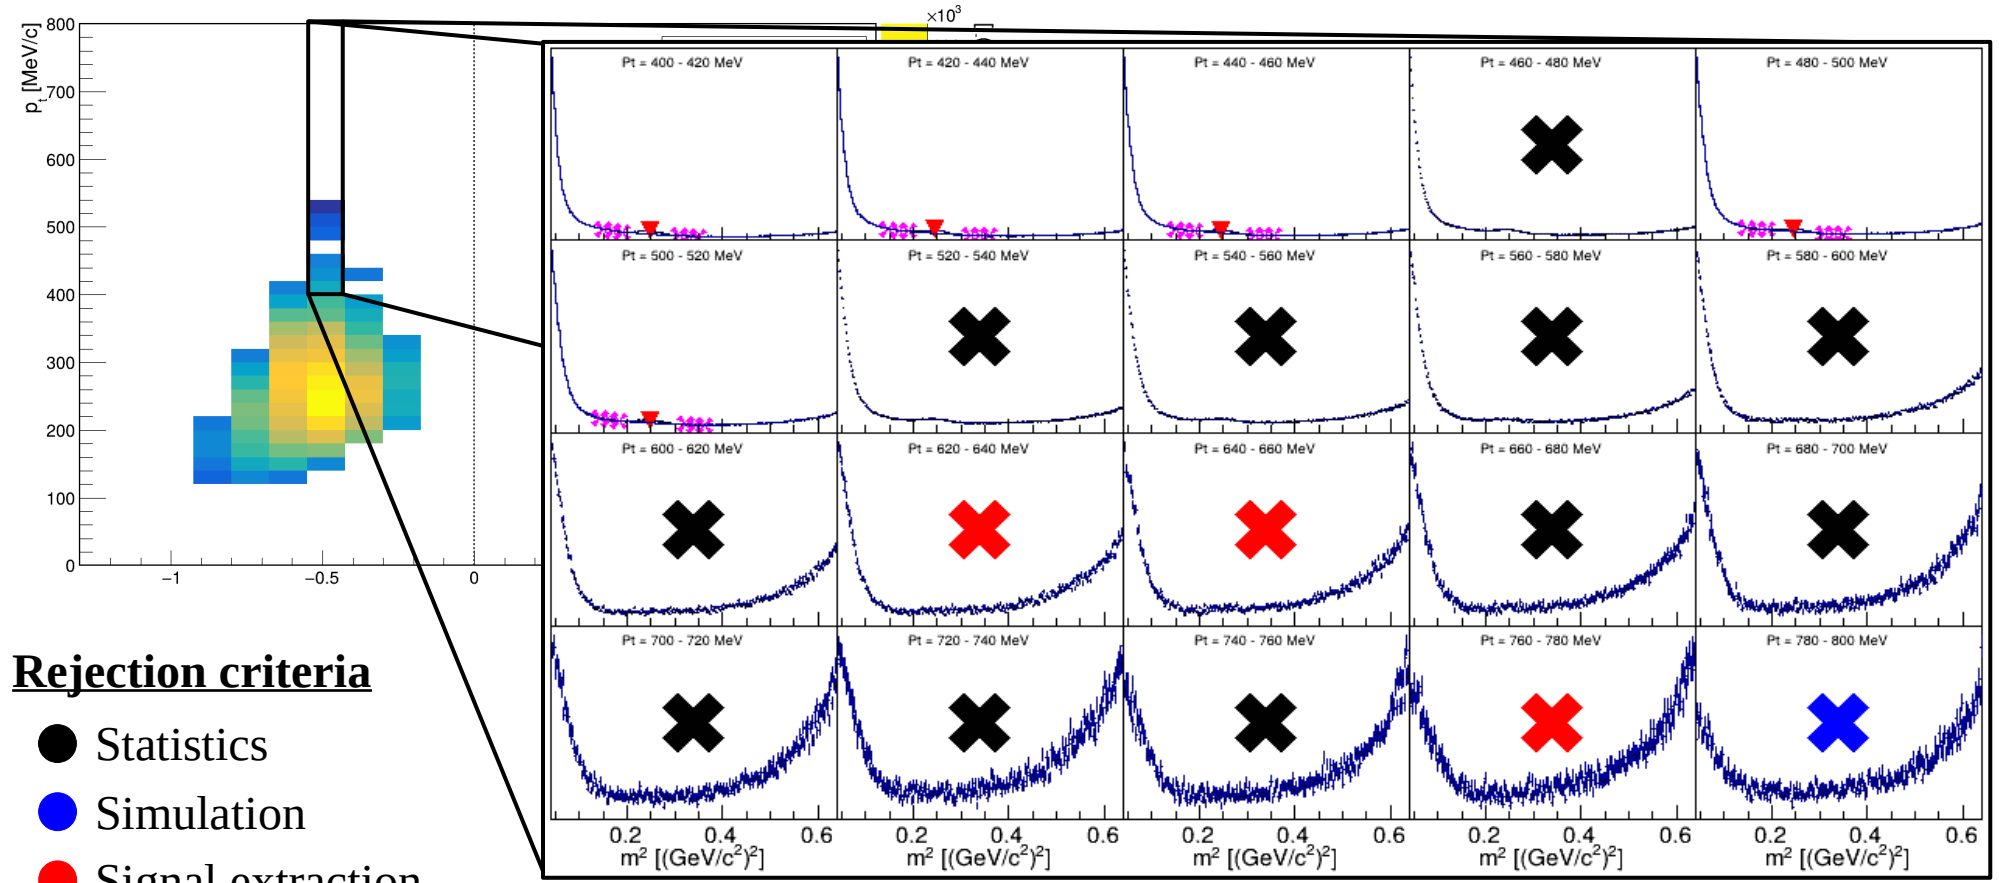 ×10³
800
700
600
500
400
300
200
100
0
pₜ [MeV/c]
−1
−0.5
0
Pt = 400 - 420 MeV
Pt = 420 - 440 MeV
Pt = 440 - 460 MeV
Pt = 460 - 480 MeV
Pt = 480 - 500 MeV
Pt = 500 - 520 MeV
Pt = 520 - 540 MeV
Pt = 540 - 560 MeV
Pt = 560 - 580 MeV
Pt = 580 - 600 MeV
Pt = 600 - 620 MeV
Pt = 620 - 640 MeV
Pt = 640 - 660 MeV
Pt = 660 - 680 MeV
Pt = 680 - 700 MeV
Pt = 700 - 720 MeV
Pt = 720 - 740 MeV
Pt = 740 - 760 MeV
Pt = 760 - 780 MeV
Pt = 780 - 800 MeV
0.2 0.4 0.6 0.2 0.4 0.6 0.2 0.4 0.6 0.2 0.4 0.6 0.2 0.4 0.6
m² [(GeV/c²)²] m² [(GeV/c²)²] m² [(GeV/c²)²] m² [(GeV/c²)²] m² [(GeV/c²)²]
Rejection criteria
Statistics
Simulation
Signal extraction